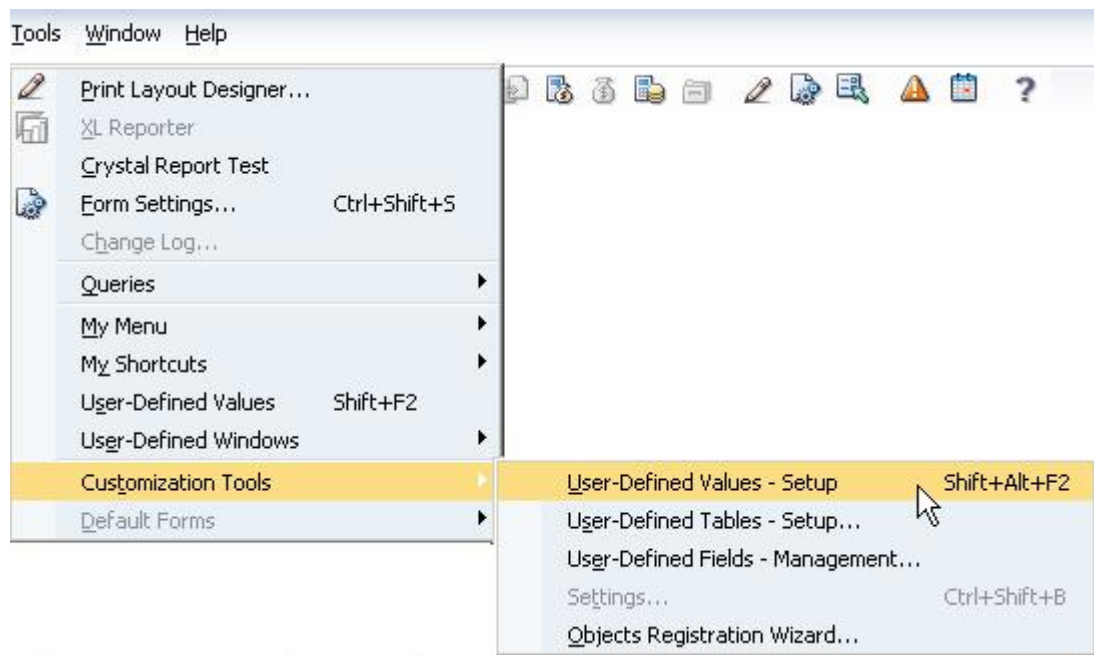 Tools Window Help
Print Layout Designer...
XL Reporter
Crystal Report Test
Form Settings... Ctrl+Shift+S
Change Log...
Queries
My Menu
My Shortcuts
User-Defined Values Shift+F2
User-Defined Windows
Customization Tools
Default Forms
User-Defined Values - Setup Shift+Alt+F2
User-Defined Tables - Setup...
User-Defined Fields - Management...
Settings... Ctrl+Shift+B
Objects Registration Wizard...